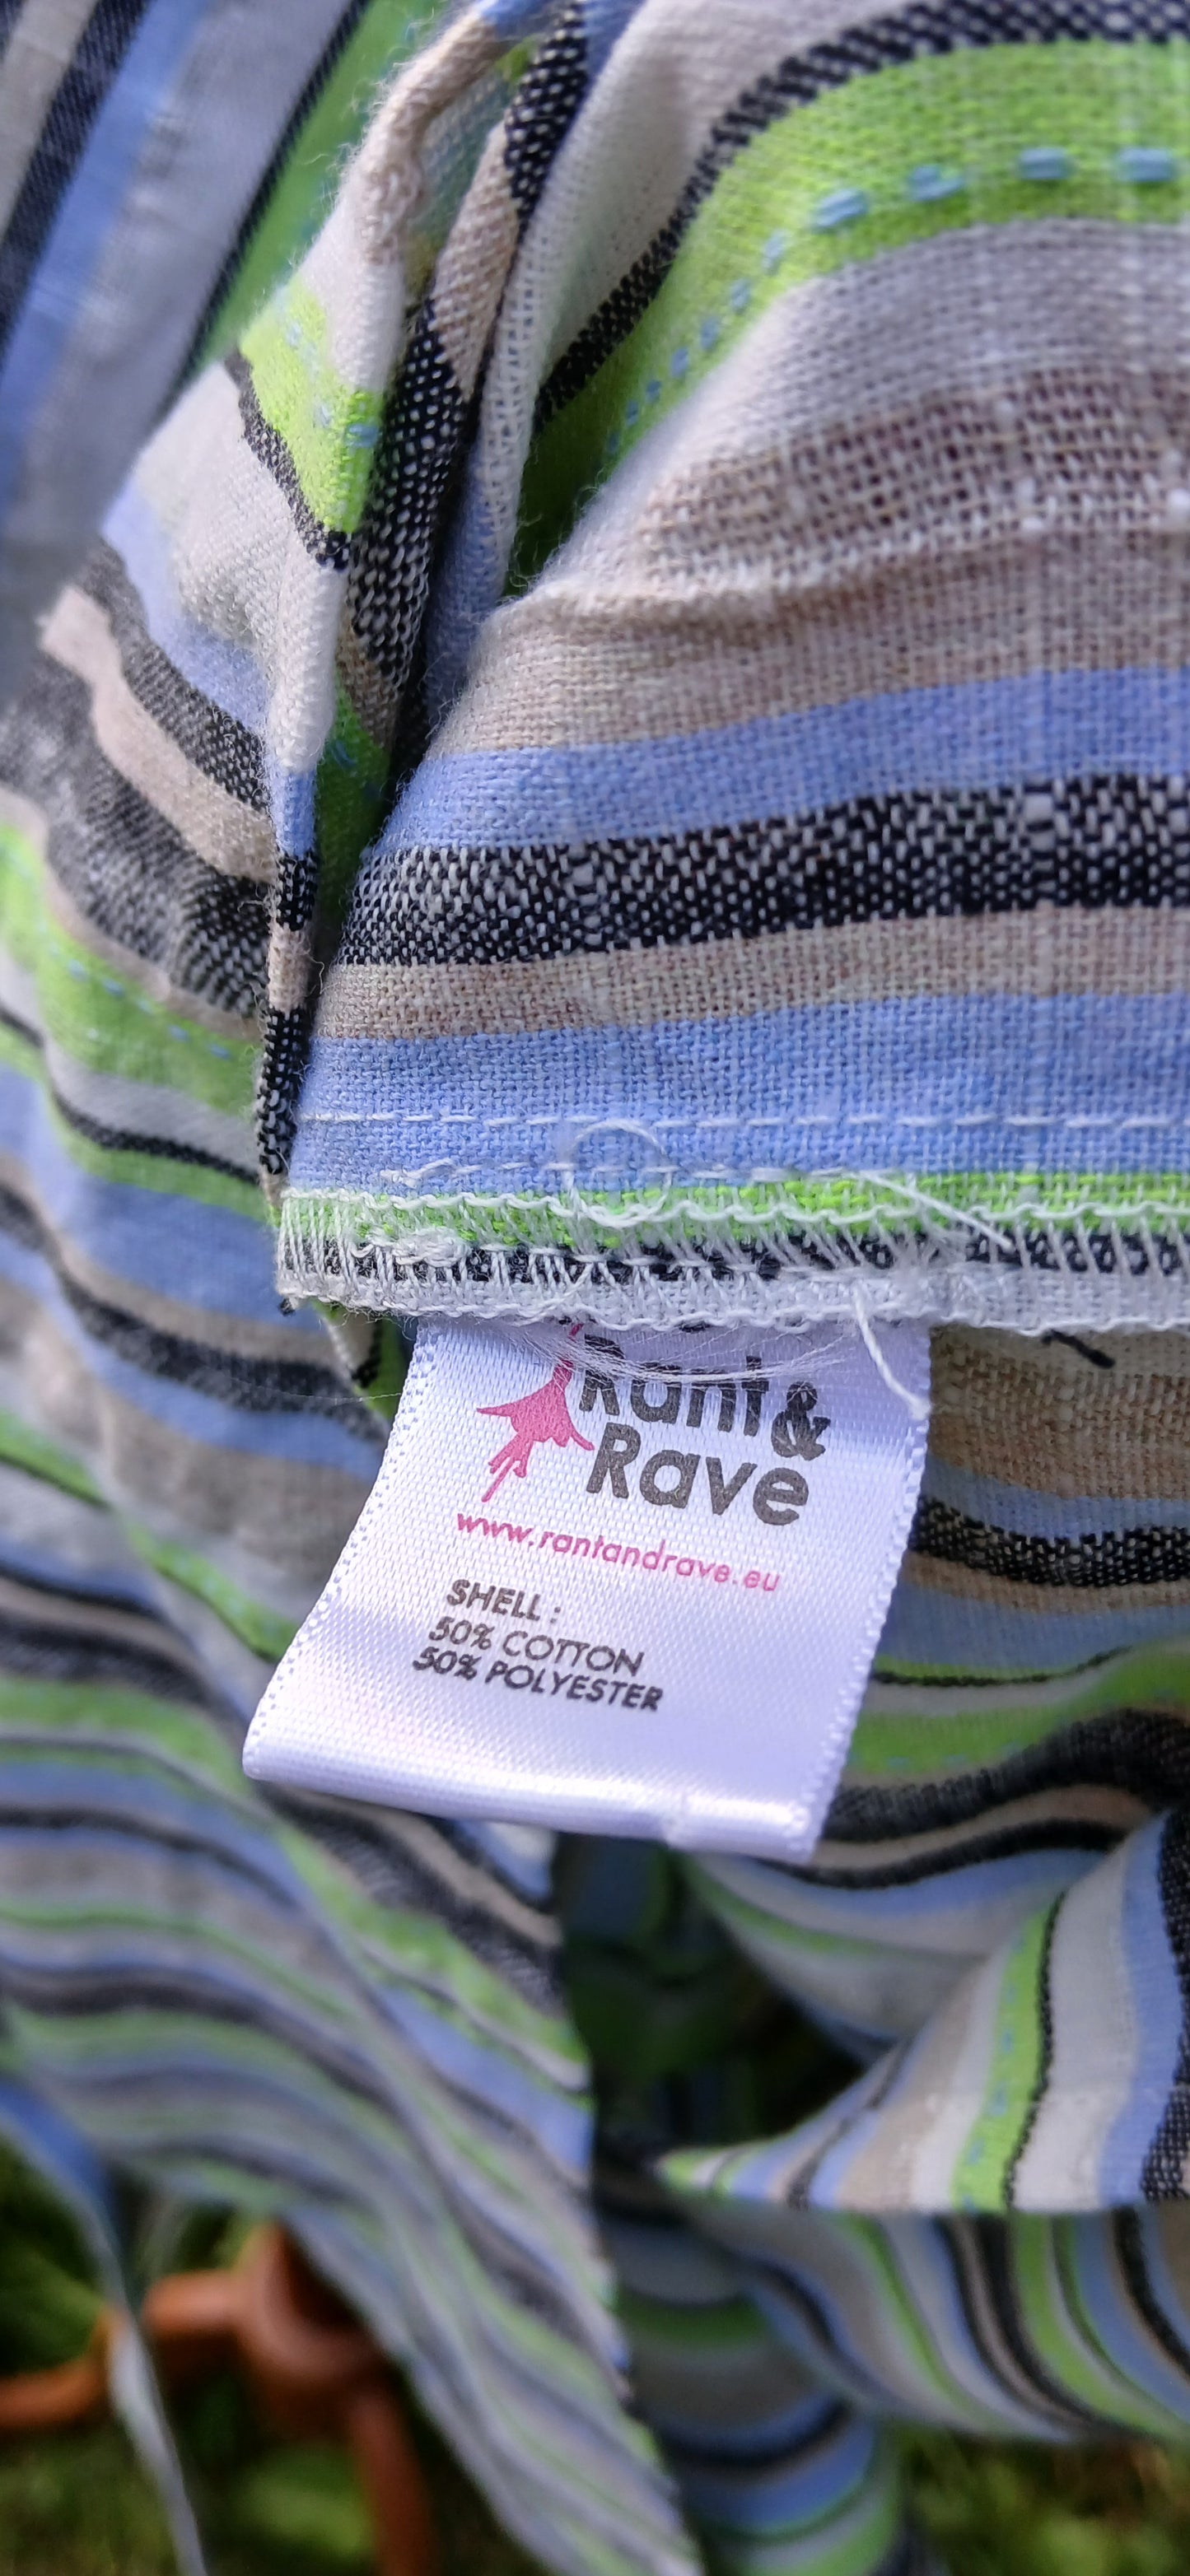 Rant &
Rave
www.rantandrave.eu
SHELL :
50% COTTON
50% POLYESTER